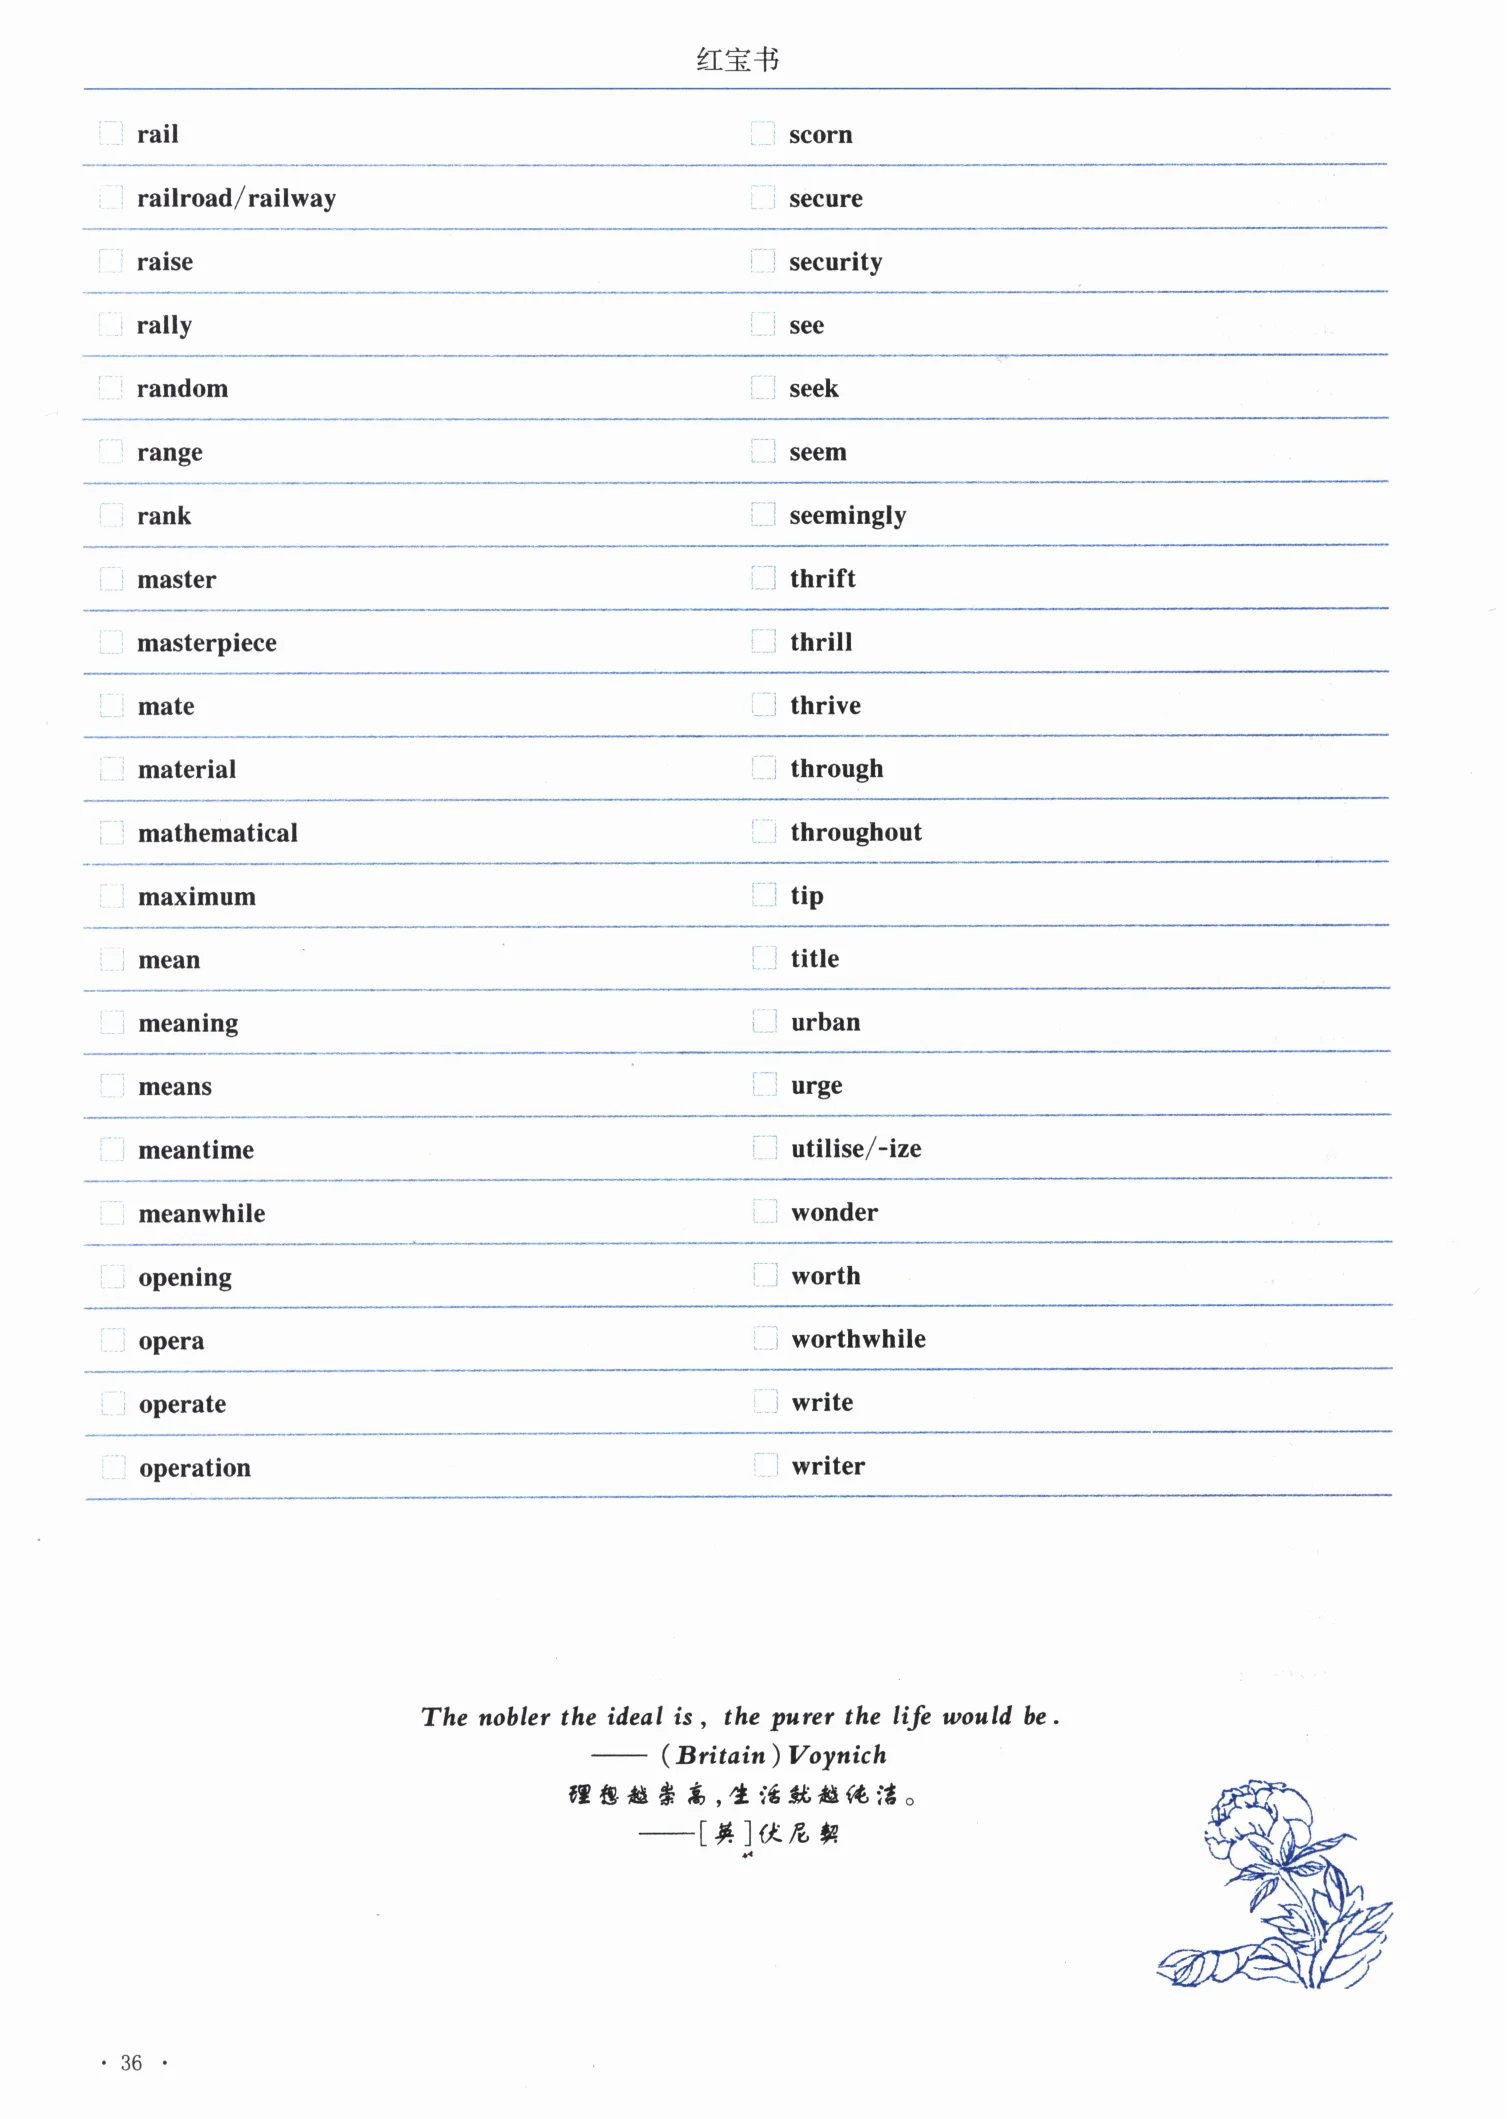 红宝书
rail
railroad/railway
raise
rally
random
range
rank
master
masterpiece
mate
material
mathematical
maximum
mean
meaning
means
meantime
meanwhile
opening
opera
operate
operation
scorn
secure
security
see
seek
seem
seemingly
thrift
thrill
thrive
through
throughout
tip
title
urban
urge
utilise/-ize
wonder
worth
worthwhile
write
writer
The nobler the ideal is, the purer the life would be.
—— (Britain) Voynich
理想越崇高,生活就越纯洁。
——[英]伏尼契
· 36 ·